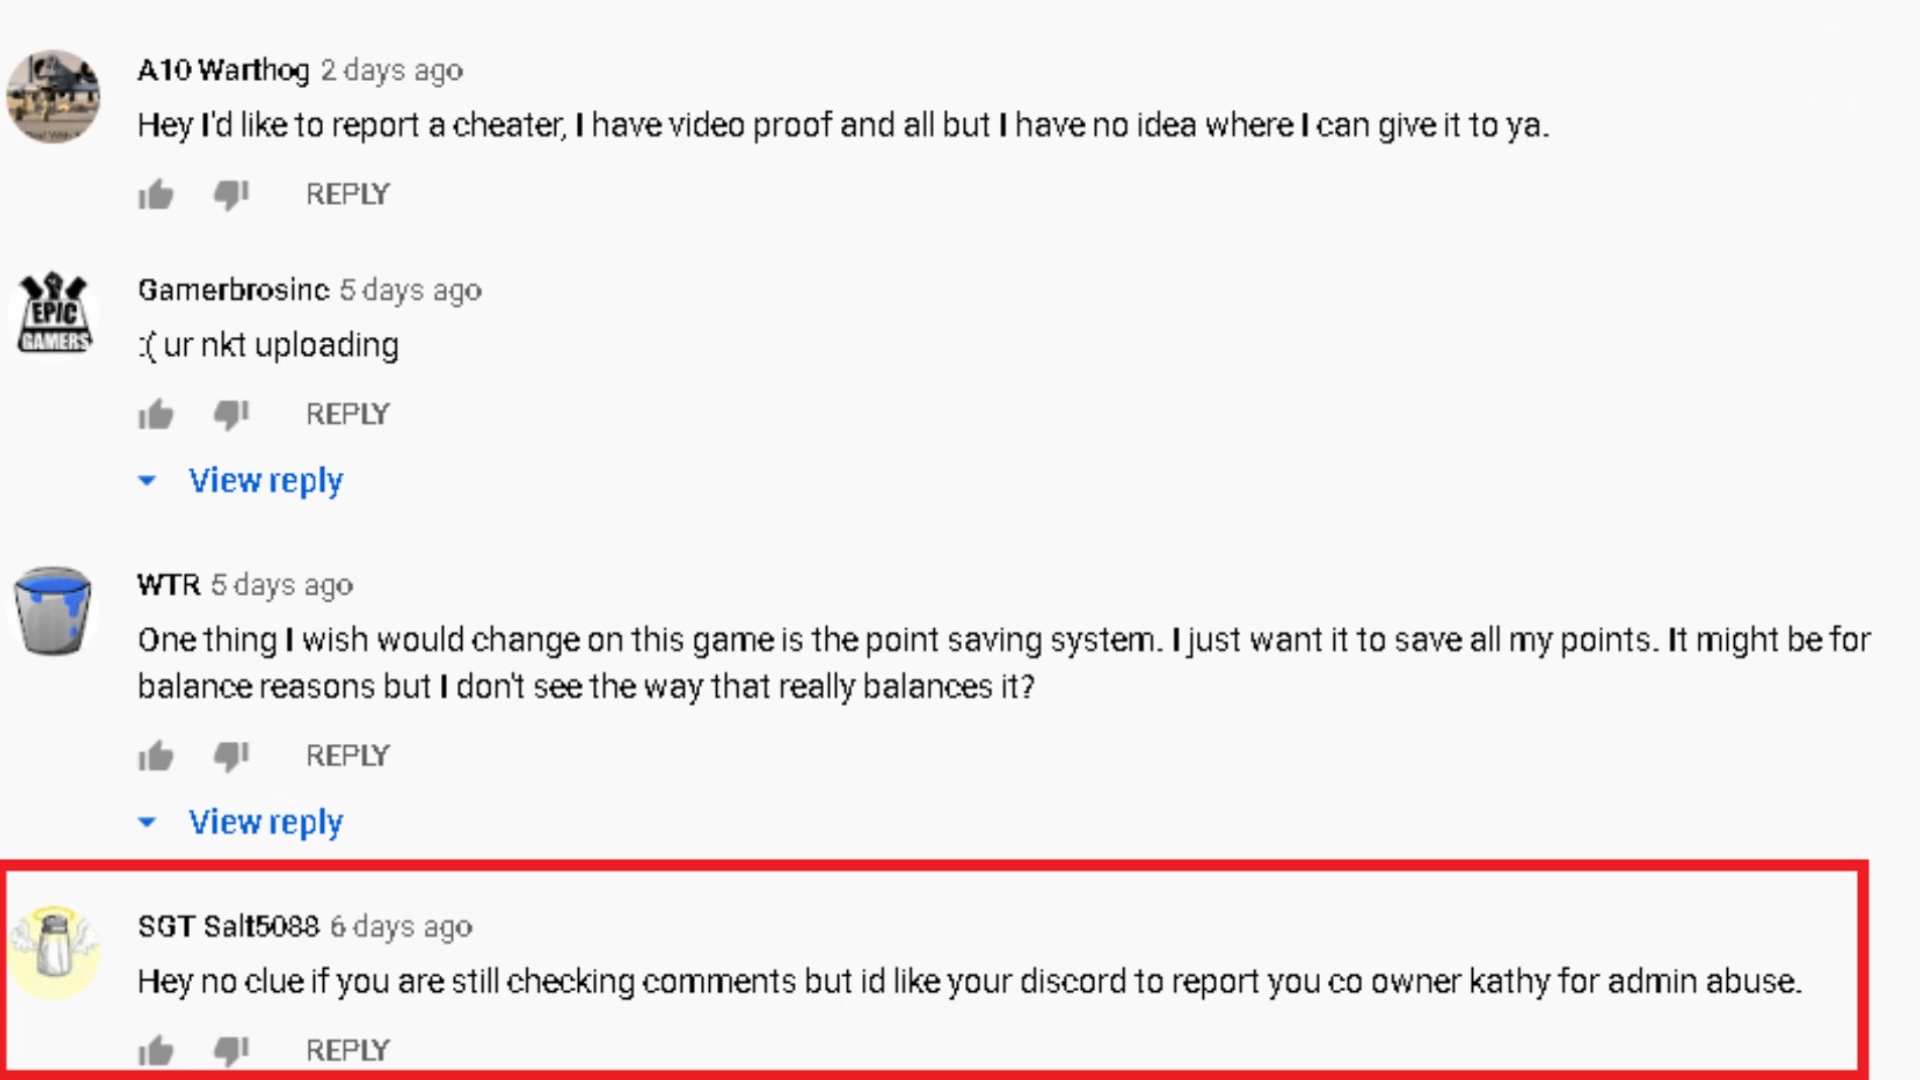 A10 Warthog 2 days ago
Hey I'd like to report a cheater, I have video proof and all but I have no idea where I can give it to ya.
REPLY
EPIC
GAMERS
Gamerbrosinc 5 days ago
:( ur nkt uploading
REPLY
View reply
WTR 5 days ago
One thing I wish would change on this game is the point saving system. I just want it to save all my points. It might be for
balance reasons but I don't see the way that really balances it?
REPLY
View reply
SGT Salt5088 6 days ago
Hey no clue if you are still checking comments but id like your discord to report you co owner kathy for admin abuse.
REPLY